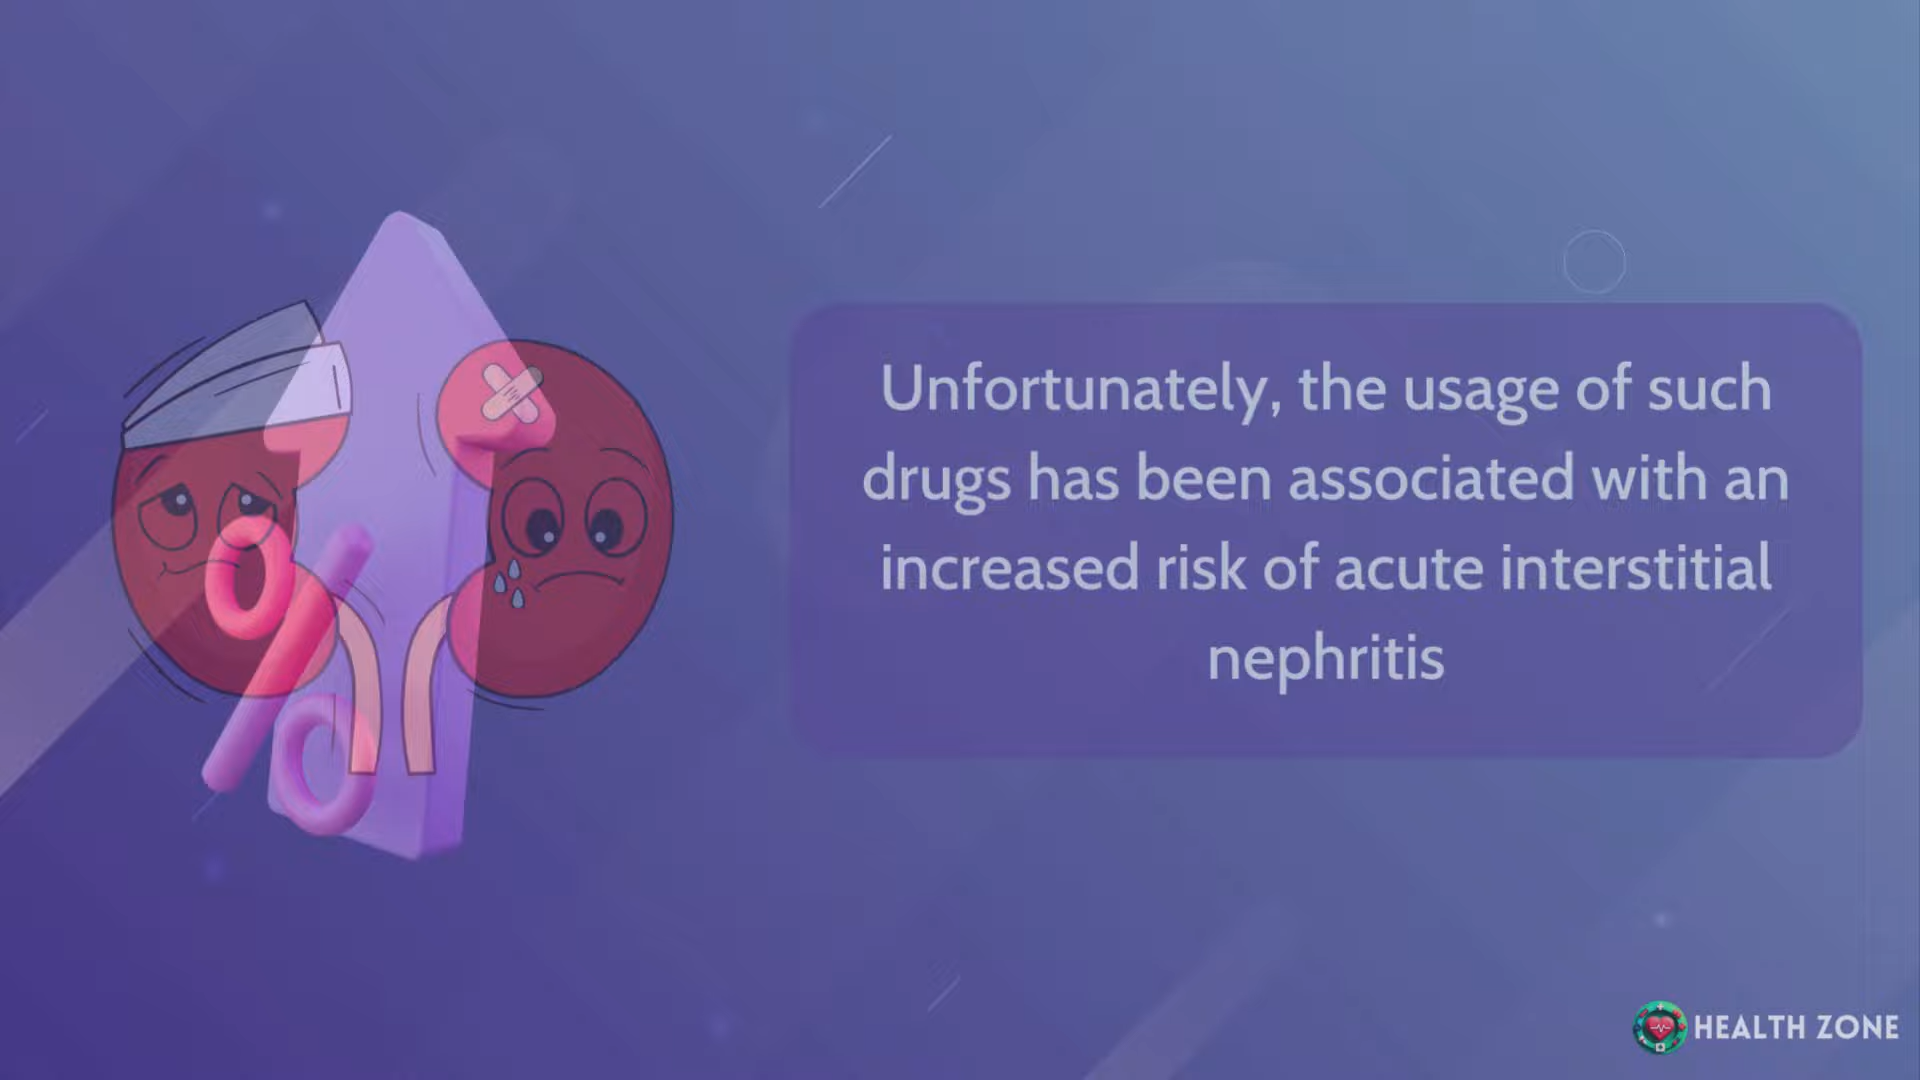 Unfortunately, the usage of such
drugs has been associated with an
increased risk of acute interstitial
nephritis
HEALTH ZONE